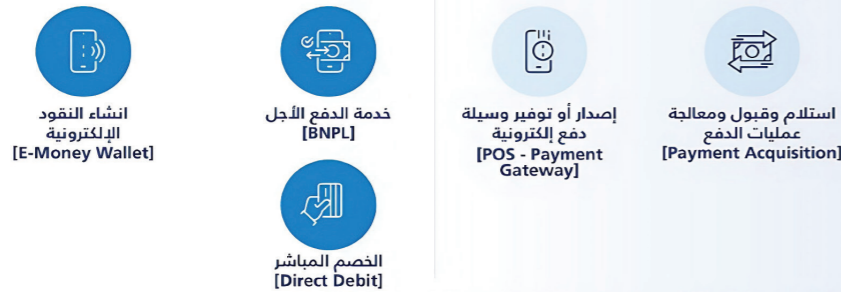 استلام وقبول ومعالجة
عمليات الدفع
[Payment Acquisition]
إصدار أو توفير وسيلة
دفع إلكترونية
[POS - Payment
Gateway]
خدمة الدفع الأجل
[BNPL]
انشاء النقود
الإلكترونية
[E-Money Wallet]
الخصم المباشر
[Direct Debit]